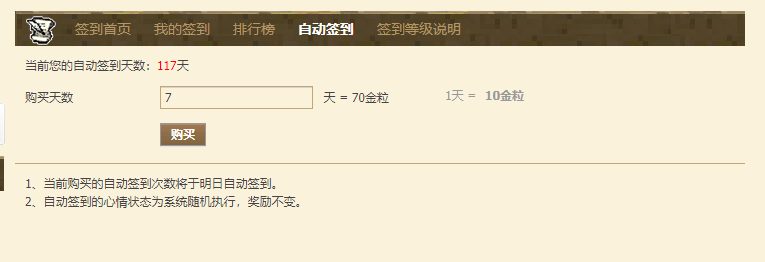 签到首页 我的签到 排行榜 自动签到 签到等级说明
当前您的自动签到天数：117天
购买天数 7 天 = 70金粒 1天 = 10金粒
购买
1、当前购买的自动签到次数将于明日自动签到。
2、自动签到的心情状态为系统随机执行，奖励不变。